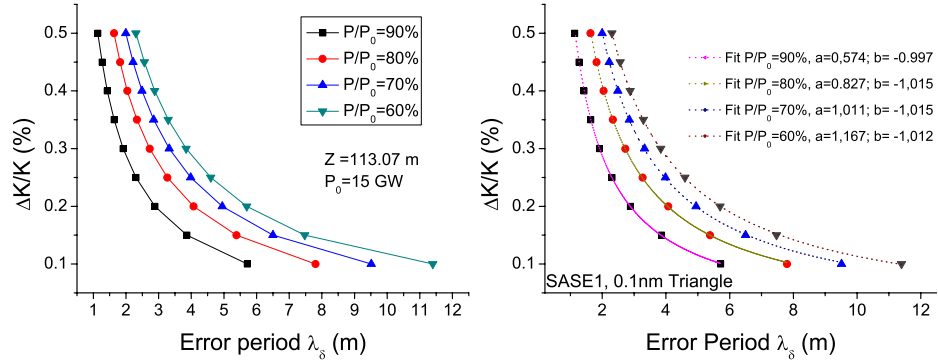 0.5
0.4
0.3
0.2
0.1
ΔK/K (%)
1 2 3 4 5 6 7 8 9 10 11 12
Error period λδ (m)
P/P0=90%
P/P0=80%
P/P0=70%
P/P0=60%
Z =113.07 m
P0=15 GW
0.5
0.4
0.3
0.2
0.1
ΔK/K (%)
2 4 6 8 10 12
Error Period λδ (m)
Fit P/P0=90%, a=0,574; b= -0.997
Fit P/P0=80%, a=0.827; b= -1,015
Fit P/P0=70%, a=1,011; b= -1,015
Fit P/P0=60%, a=1,167; b= -1,012
SASE1, 0.1nm Triangle